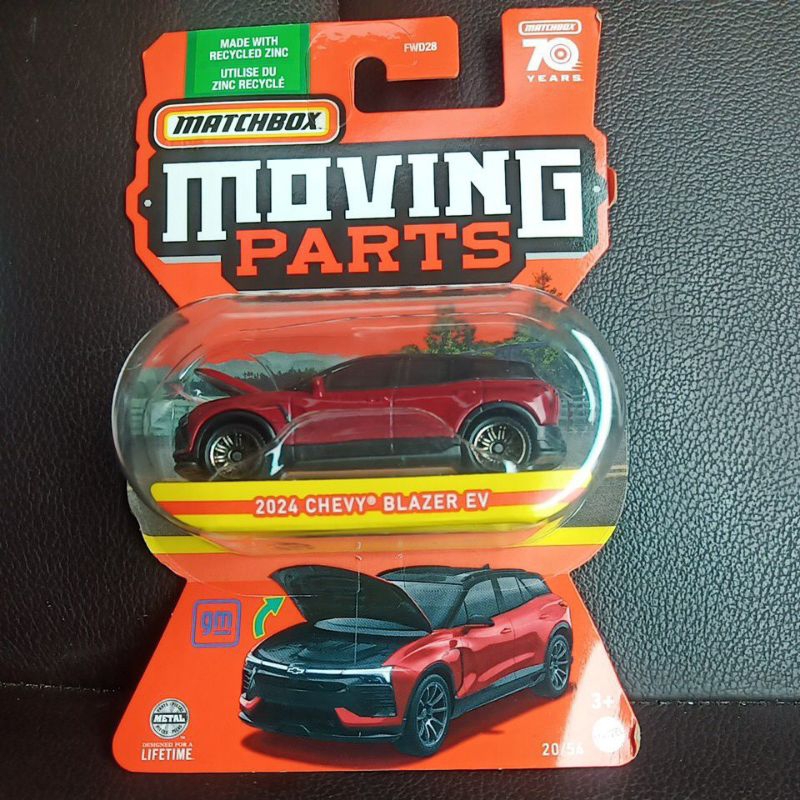 MADE WITH
RECYCLED ZINC
UTILISE DU
ZINC RECYCLÉ
FWD28
MATCHBOX
70
YEARS
MATCHBOX
MOVING
PARTS
2024 CHEVY® BLAZER EV
gm
METAL
DESIGNED FOR A
LIFETIME™
3+
20/54